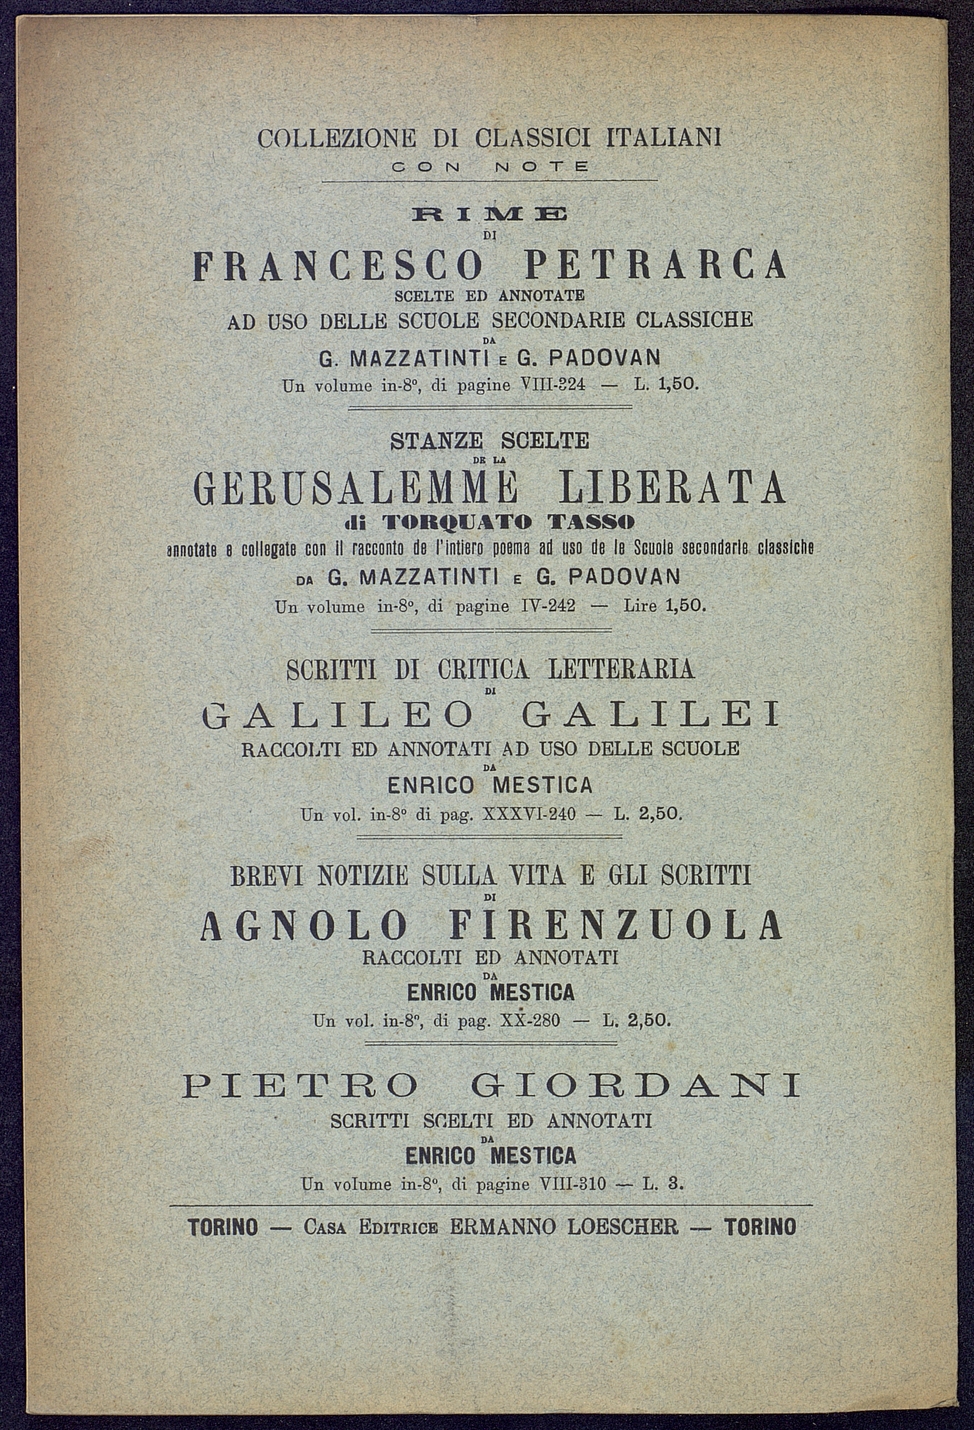 COLLEZIONE DI CLASSICI ITALIANI
CON NOTE
RIME
DI
FRANCESCO PETRARCA
SCELTE ED ANNOTATE
AD USO DELLE SCUOLE SECONDARIE CLASSICHE
DA
G. MAZZATINTI E G. PADOVAN
Un volume in-8º, di pagine VIII-324 — L. 1,50.
STANZE SCELTE
DE LA
GERUSALEMME LIBERATA
di TORQUATO TASSO
annotate e collegate con il racconto de l'intiero poema ad uso de le Scuole secondarie classiche
DA G. MAZZATINTI E G. PADOVAN
Un volume in-8º, di pagine IV-242 — Lire 1,50.
SCRITTI DI CRITICA LETTERARIA
DI
GALILEO GALILEI
RACCOLTI ED ANNOTATI AD USO DELLE SCUOLE
DA
ENRICO MESTICA
Un vol. in-8º di pag. XXXVI-240 — L. 2,50.
BREVI NOTIZIE SULLA VITA E GLI SCRITTI
DI
AGNOLO FIRENZUOLA
RACCOLTI ED ANNOTATI
DA
ENRICO MESTICA
Un vol. in-8º, di pag. XX-280 — L. 2,50.
PIETRO GIORDANI
SCRITTI SCELTI ED ANNOTATI
DA
ENRICO MESTICA
Un volume in-8º, di pagine VIII-310 — L. 3.
TORINO — CASA EDITRICE ERMANNO LOESCHER — TORINO